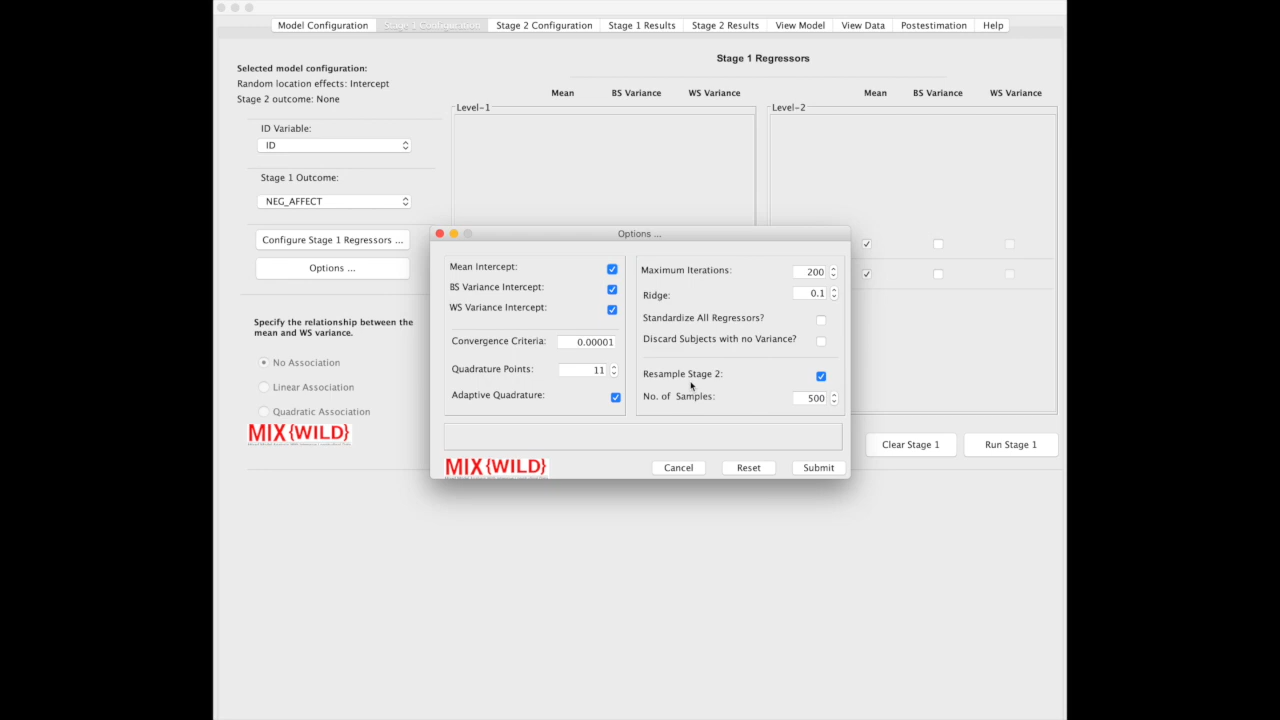 Model Configuration
Stage 1 Configuration
Stage 2 Configuration
Stage 1 Results
Stage 2 Results
View Model
View Data
Postestimation
Help
Selected model configuration:
Random location effects: Intercept
Stage 2 outcome: None
ID Variable:
ID
Stage 1 Outcome:
NEG_AFFECT
Configure Stage 1 Regressors ...
Options ...
Specify the relationship between the
mean and WS variance.
No Association
Linear Association
Quadratic Association
MIX {WILD}
Stage 1 Regressors
Mean BS Variance WS Variance
Level-1
Mean BS Variance WS Variance
Level-2
Clear Stage 1
Run Stage 1
Options ...
Mean Intercept:
BS Variance Intercept:
WS Variance Intercept:
Convergence Criteria: 0.00001
Quadrature Points: 11
Adaptive Quadrature:
Maximum Iterations: 200
Ridge: 0.1
Standardize All Regressors?
Discard Subjects with no Variance?
Resample Stage 2:
No. of Samples: 500
MIX {WILD}
Cancel
Reset
Submit